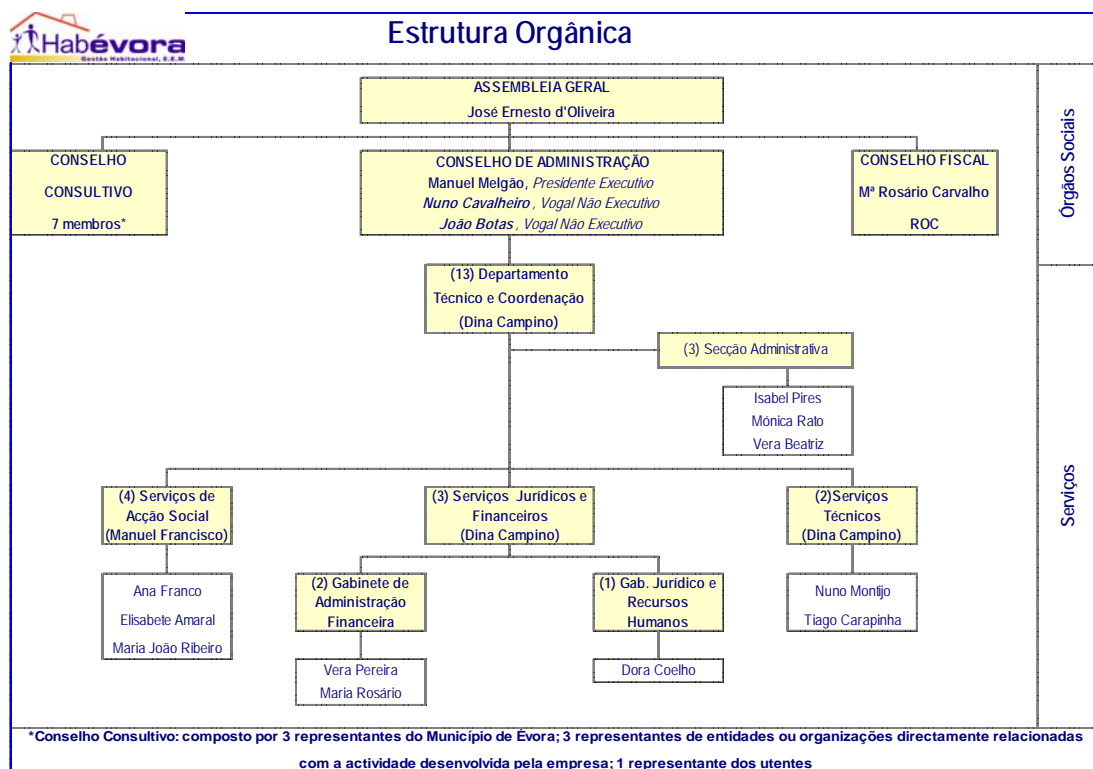 Habévora
Gestão Habitacional, E.E.M.
Estrutura Orgânica
ASSEMBLEIA GERAL
José Ernesto d'Oliveira
CONSELHO
CONSULTIVO
7 membros*
CONSELHO DE ADMINISTRAÇÃO
Manuel Melgão, Presidente Executivo
Nuno Cavalheiro , Vogal Não Executivo
João Botas , Vogal Não Executivo
CONSELHO FISCAL
Mª Rosário Carvalho
ROC
Órgãos Sociais
(13) Departamento
Técnico e Coordenação
(Dina Campino)
(3) Secção Administrativa
Isabel Pires
Mónica Rato
Vera Beatriz
Serviços
(4) Serviços de
Acção Social
(Manuel Francisco)
(3) Serviços Jurídicos e
Financeiros
(Dina Campino)
(2)Serviços
Técnicos
(Dina Campino)
Ana Franco
Elisabete Amaral
Maria João Ribeiro
(2) Gabinete de
Administração
Financeira
(1) Gab. Jurídico e
Recursos
Humanos
Nuno Montijo
Tiago Carapinha
Vera Pereira
Maria Rosário
Dora Coelho
*Conselho Consultivo: composto por 3 representantes do Município de Évora; 3 representantes de entidades ou organizações directamente relacionadas
com a actividade desenvolvida pela empresa; 1 representante dos utentes